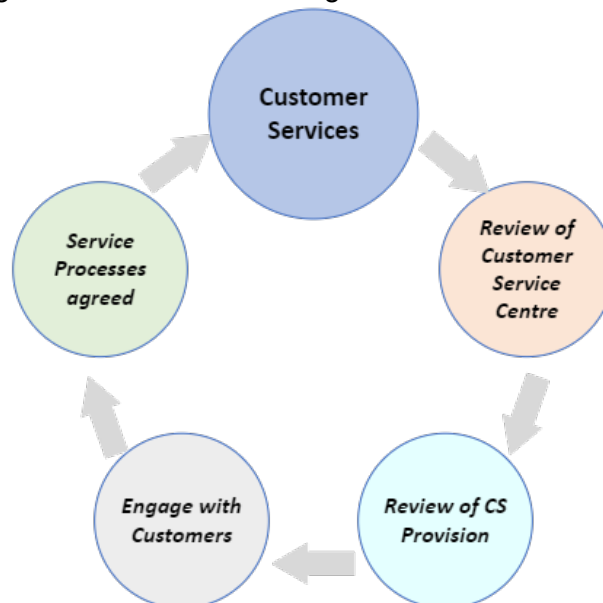 Customer
Services
Review of
Customer
Service
Centre
Review of CS
Provision
Engage with
Customers
Service
Processes
agreed